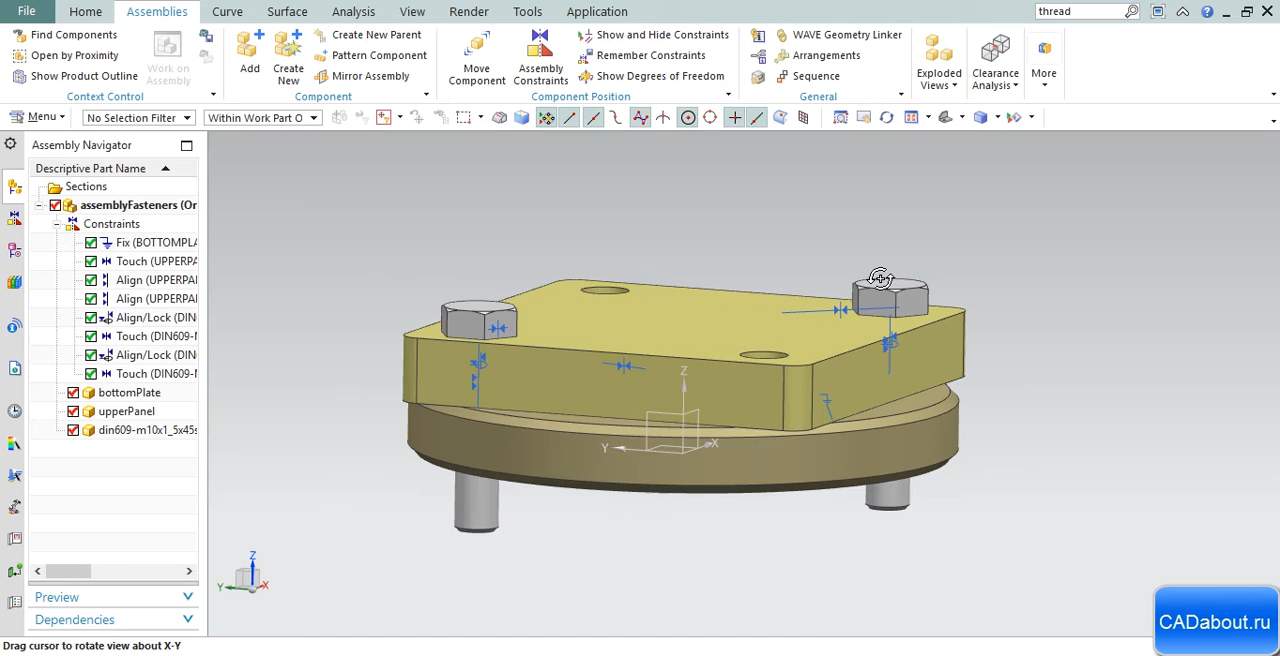 File Home Assemblies Curve Surface Analysis View Render Tools Application thread
Find Components
Open by Proximity
Show Product Outline
Work on Assembly
Context Control
Add
Create New
Create New Parent
Pattern Component
Mirror Assembly
Component
Move Component
Assembly Constraints
Show and Hide Constraints
Remember Constraints
Show Degrees of Freedom
Component Position
WAVE Geometry Linker
Arrangements
Sequence
General
Exploded Views
Clearance Analysis
More
Menu No Selection Filter Within Work Part O
Assembly Navigator
Descriptive Part Name
Sections
assemblyFasteners (Or
Constraints
Fix (BOTTOMPLA
Touch (UPPERPA
Align (UPPERPA
Align (UPPERPA
Align/Lock (DIN
Touch (DIN609-M
Align/Lock (DIN
Touch (DIN609-M
bottomPlate
upperPanel
din609-m10x1_5x45s
Preview
Dependencies
Z
Y X
Z
Y X
CADabout.ru
Drag cursor to rotate view about X-Y